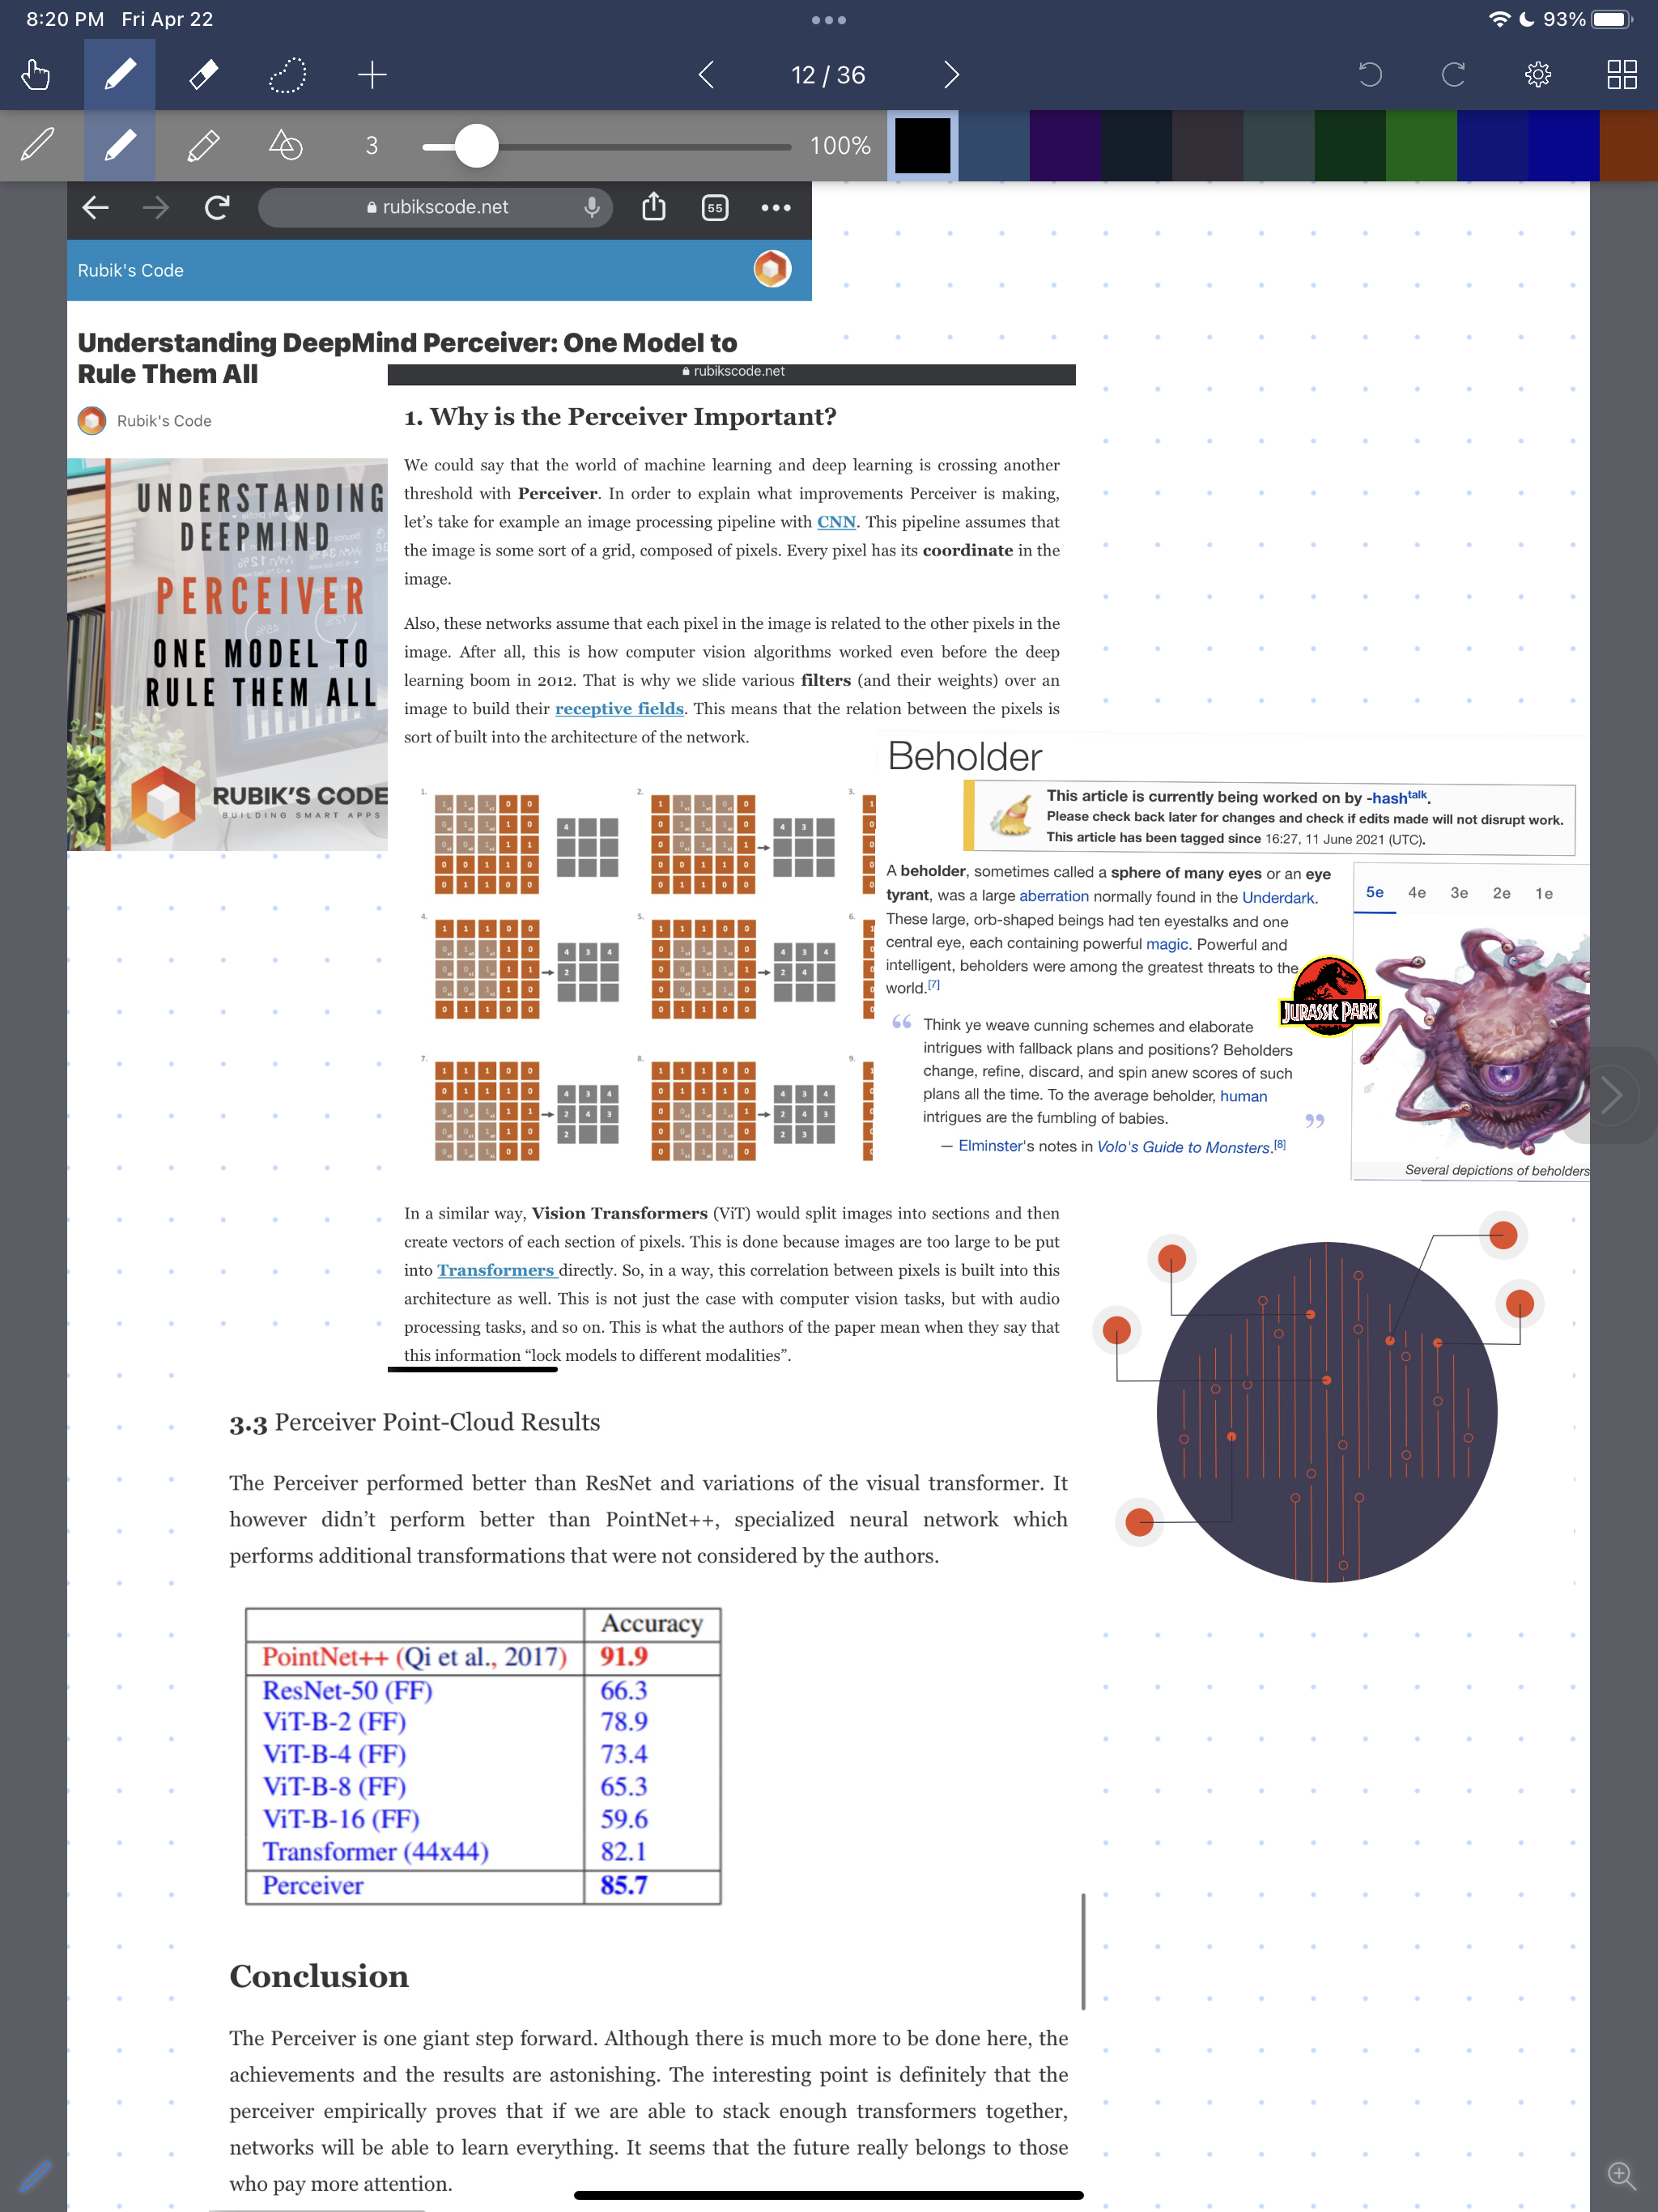 8:20 PM Fri Apr 22
93%
12 / 36
3
100%
rubikscode.net
55
Rubik's Code
Understanding DeepMind Perceiver: One Model to
Rule Them All
Rubik's Code
UNDERSTANDING
DEEPMIND
PERCEIVER
ONE MODEL TO
RULE THEM ALL
RUBIK'S CODE
BUILDING SMART APPS
rubikscode.net
1. Why is the Perceiver Important?
We could say that the world of machine learning and deep learning is crossing another
threshold with Perceiver. In order to explain what improvements Perceiver is making,
let's take for example an image processing pipeline with CNN. This pipeline assumes that
the image is some sort of a grid, composed of pixels. Every pixel has its coordinate in the
image.
Also, these networks assume that each pixel in the image is related to the other pixels in the
image. After all, this is how computer vision algorithms worked even before the deep
learning boom in 2012. That is why we slide various filters (and their weights) over an
image to build their receptive fields. This means that the relation between the pixels is
sort of built into the architecture of the network.
Beholder
This article is currently being worked on by -hash talk.
Please check back later for changes and check if edits made will not disrupt work.
This article has been tagged since 16:27, 11 June 2021 (UTC).
A beholder, sometimes called a sphere of many eyes or an eye
tyrant, was a large aberration normally found in the Underdark.
These large, orb-shaped beings had ten eyestalks and one
central eye, each containing powerful magic. Powerful and
intelligent, beholders were among the greatest threats to the
world.[7]
“ Think ye weave cunning schemes and elaborate
intrigues with fallback plans and positions? Beholders
change, refine, discard, and spin anew scores of such
plans all the time. To the average beholder, human
intrigues are the fumbling of babies. ”
— Elminster's notes in Volo's Guide to Monsters.[8]
5e 4e 3e 2e 1e
JURASSIC PARK
Several depictions of beholders
In a similar way, Vision Transformers (ViT) would split images into sections and then
create vectors of each section of pixels. This is done because images are too large to be put
into Transformers directly. So, in a way, this correlation between pixels is built into this
architecture as well. This is not just the case with computer vision tasks, but with audio
processing tasks, and so on. This is what the authors of the paper mean when they say that
this information “lock models to different modalities”.
3.3 Perceiver Point-Cloud Results
The Perceiver performed better than ResNet and variations of the visual transformer. It
however didn't perform better than PointNet++, specialized neural network which
performs additional transformations that were not considered by the authors.
Accuracy
PointNet++ (Qi et al., 2017) 91.9
ResNet-50 (FF) 66.3
ViT-B-2 (FF) 78.9
ViT-B-4 (FF) 73.4
ViT-B-8 (FF) 65.3
ViT-B-16 (FF) 59.6
Transformer (44x44) 82.1
Perceiver 85.7
Conclusion
The Perceiver is one giant step forward. Although there is much more to be done here, the
achievements and the results are astonishing. The interesting point is definitely that the
perceiver empirically proves that if we are able to stack enough transformers together,
networks will be able to learn everything. It seems that the future really belongs to those
who pay more attention.